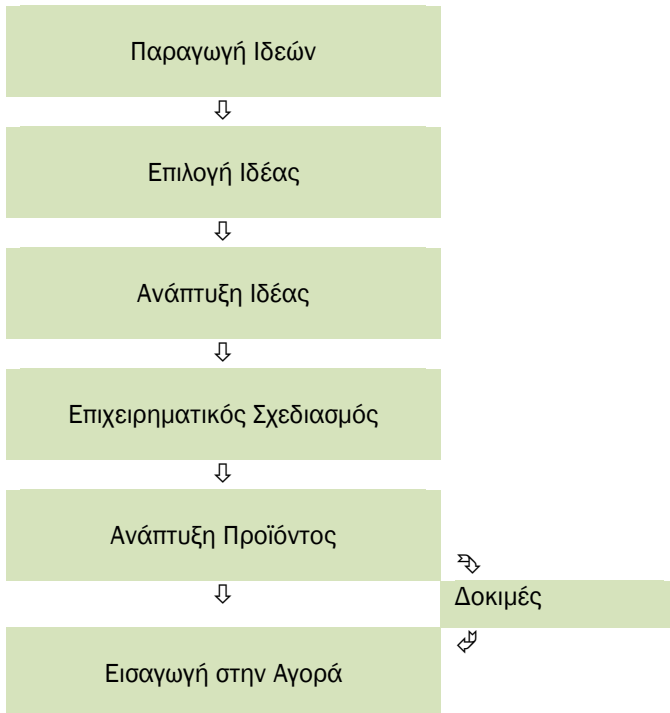 Παραγωγή Ιδεών
Επιλογή Ιδέας
Ανάπτυξη Ιδέας
Επιχειρηματικός Σχεδιασμός
Ανάπτυξη Προϊόντος
Δοκιμές
Εισαγωγή στην Αγορά